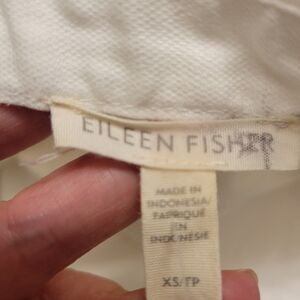 EILEEN FISHER
MADE IN
INDONESIA/
FABRIQUÉ
EN
INDONÉSIE
XS/TP